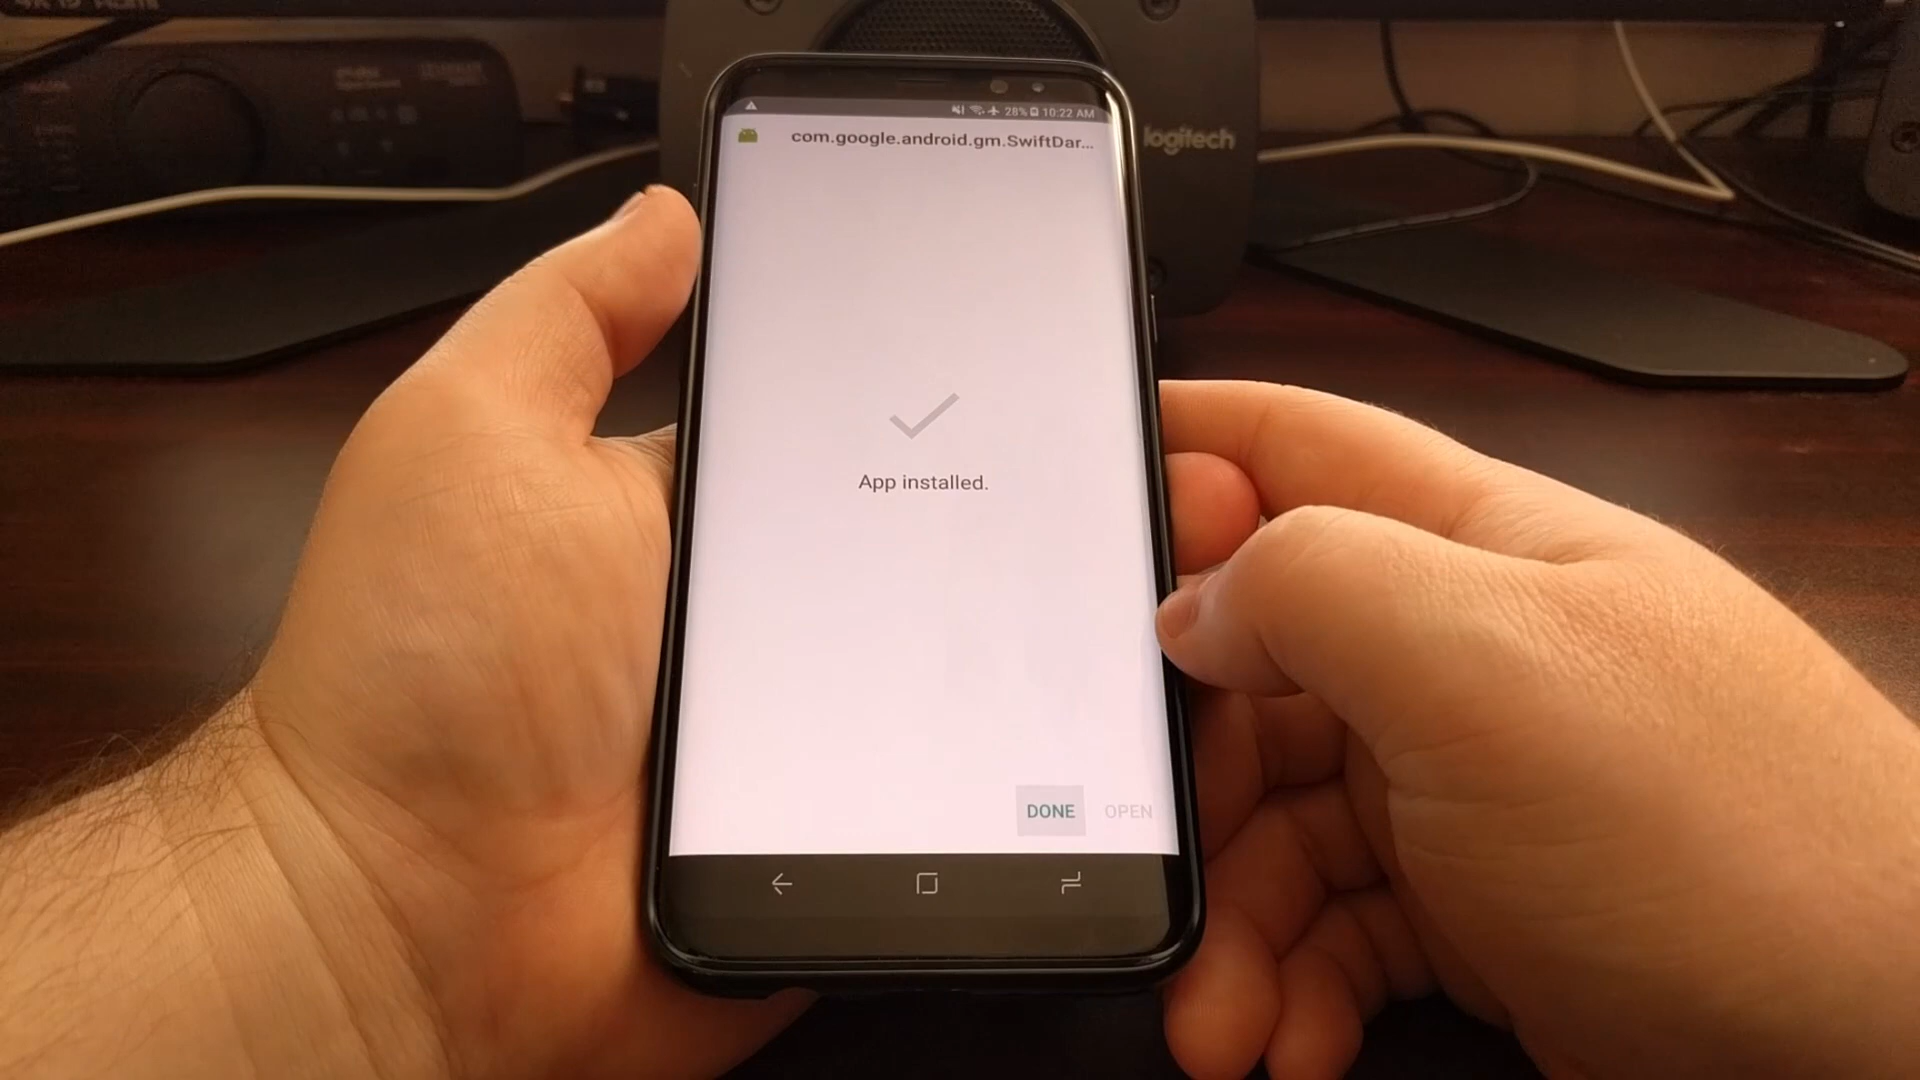 28% 10:22 AM
com.google.android.gm.SwiftDar...
logitech
App installed.
DONE OPEN